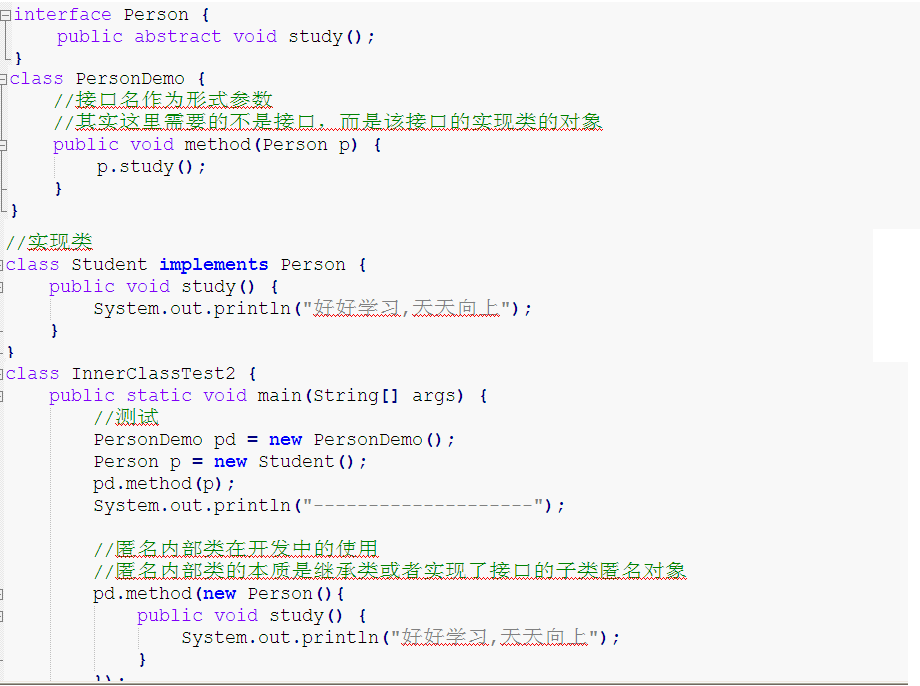 interface Person {
public abstract void study();
}
class PersonDemo {
//接口名作为形式参数
//其实这里需要的不是接口，而是该接口的实现类的对象
public void method(Person p) {
p.study();
}
}
//实现类
class Student implements Person {
public void study() {
System.out.println("好好学习,天天向上");
}
}
class InnerClassTest2 {
public static void main(String[] args) {
//测试
PersonDemo pd = new PersonDemo();
Person p = new Student();
pd.method(p);
System.out.println("--------------------");
//匿名内部类在开发中的使用
//匿名内部类的本质是继承类或者实现了接口的子类匿名对象
pd.method(new Person(){
public void study() {
System.out.println("好好学习,天天向上");
}
});